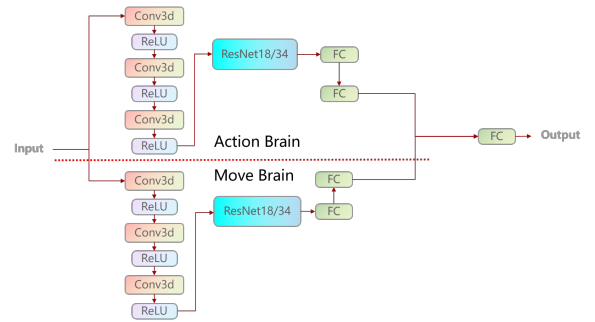 Input
Conv3d
ReLU
Conv3d
ReLU
Conv3d
ReLU
ResNet18/34
FC
FC
Action Brain
Move Brain
Conv3d
ReLU
Conv3d
ReLU
Conv3d
ReLU
ResNet18/34
FC
FC
FC
Output